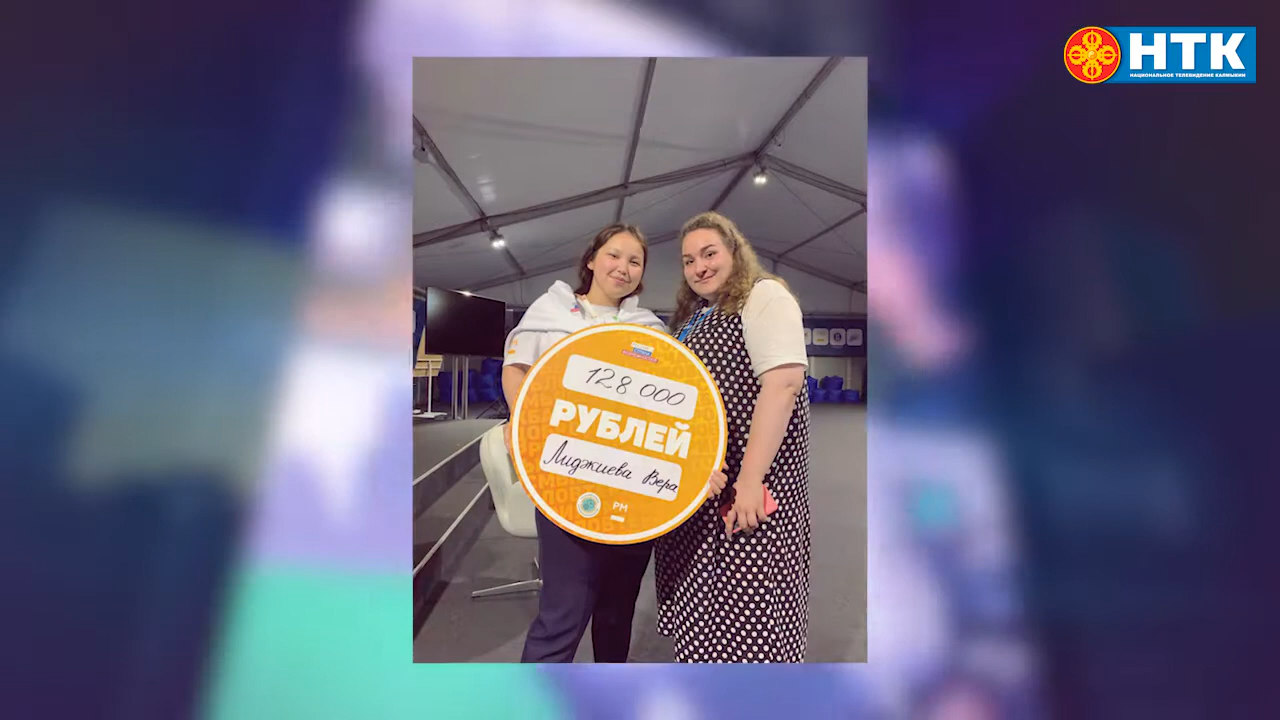 НТК
НАЦИОНАЛЬНОЕ ТЕЛЕВИДЕНИЕ КАЛМЫКИИ
128 000
РУБЛЕЙ
Лиджиева Вера
РМ